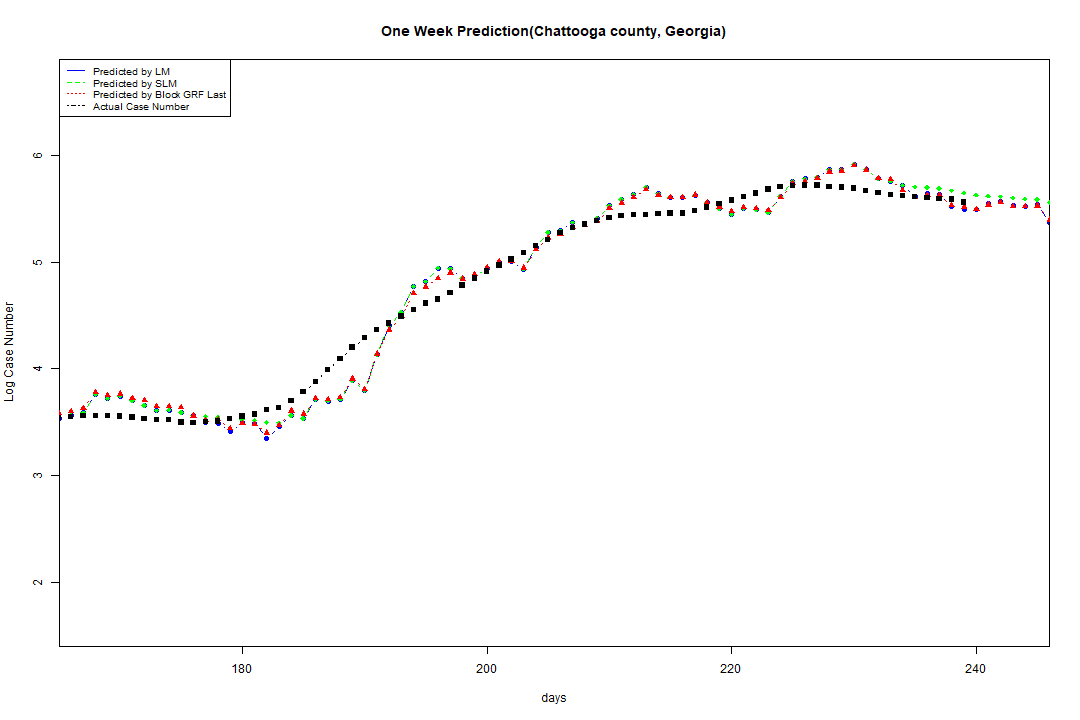 One Week Prediction(Chattooga county, Georgia)
Predicted by LM
Predicted by SLM
Predicted by Block GRF Last
Actual Case Number
Log Case Number
6
5
4
3
2
180
200
220
240
days